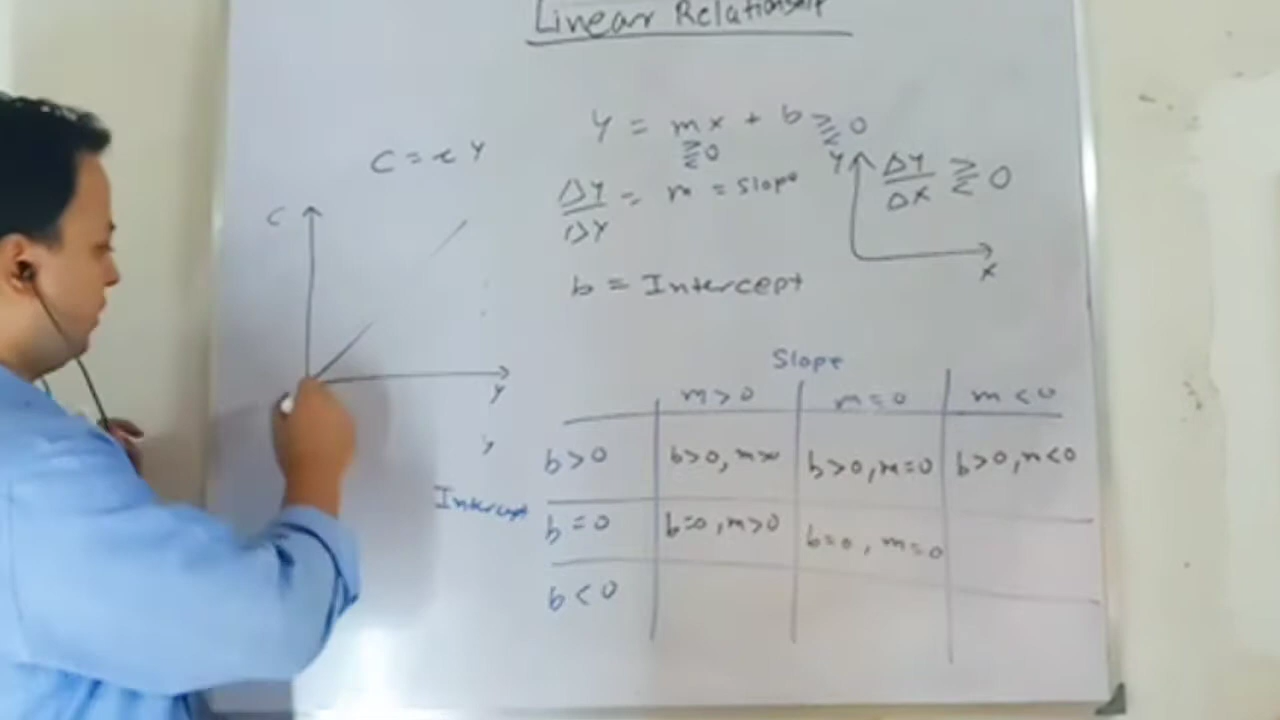 Linear Relationship
Y = mx + b ≥≤ 0
≥≤ 0
C = c Y
ΔY/ΔY = m = Slope
Y
ΔY/ΔX ≥≤ 0
X
b = Intercept
C
Y
Slope
m > 0 m = 0 m < 0
b > 0 b>0, m>0 b>0, m=0 b>0, m<0
Intercept
b = 0 b=0, m>0 b=0, m=0
b < 0